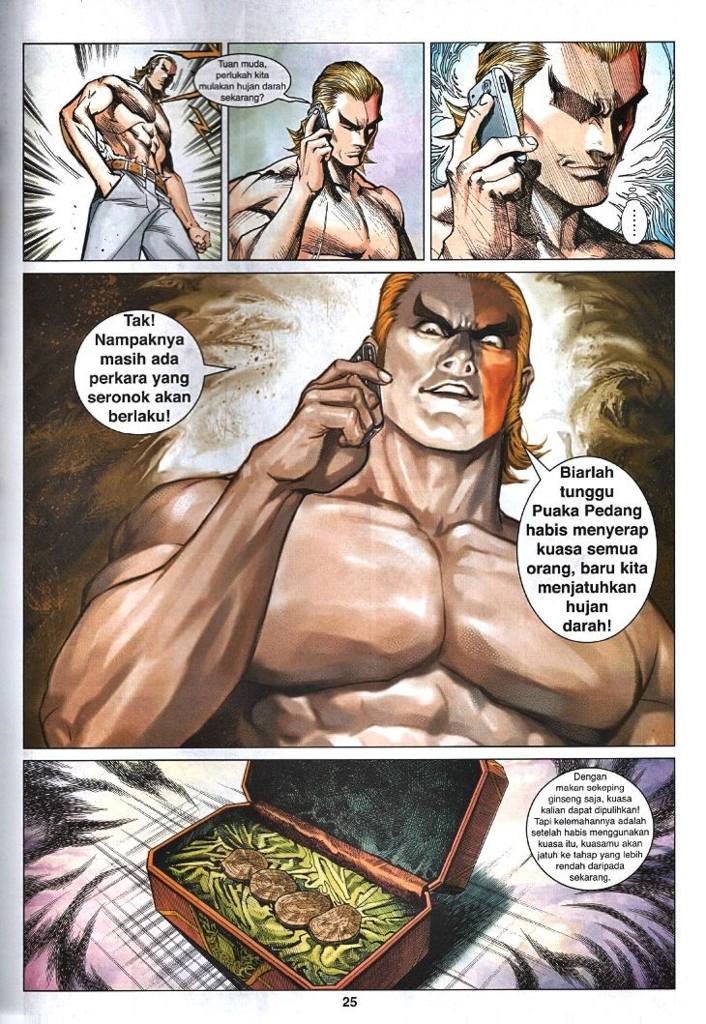 Tuan muda,
perlukah kita
mulakan hujan darah
sekarang?
......
Tak!
Nampaknya
masih ada
perkara yang
seronok akan
berlaku!
Biarlah
tunggu
Puaka Pedang
habis menyerap
kuasa semua
orang, baru kita
menjatuhkan
hujan
darah!
Dengan
makan sekeping
ginseng saja, kuasa
kalian dapat dipulihkan!
Tapi kelemahannya adalah
setelah habis menggunakan
kuasa itu, kuasamu akan
jatuh ke tahap yang lebih
rendah daripada
sekarang.
25